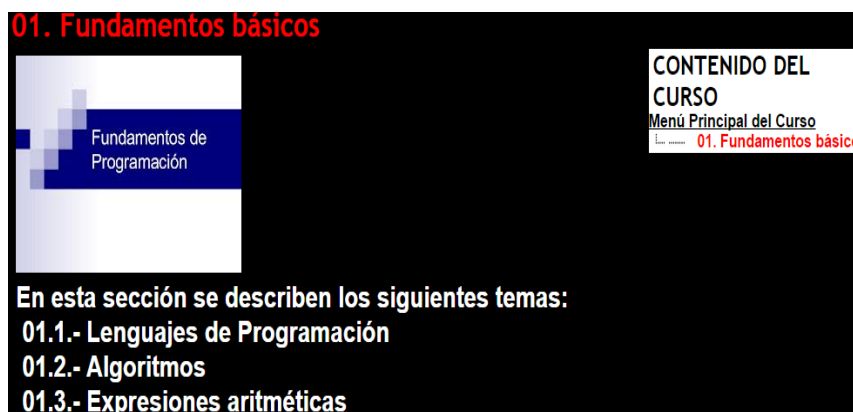 01. Fundamentos básicos
Fundamentos de
Programación
CONTENIDO DEL
CURSO
Menú Principal del Curso
01. Fundamentos básico
En esta sección se describen los siguientes temas:
01.1.- Lenguajes de Programación
01.2.- Algoritmos
01.3.- Expresiones aritméticas